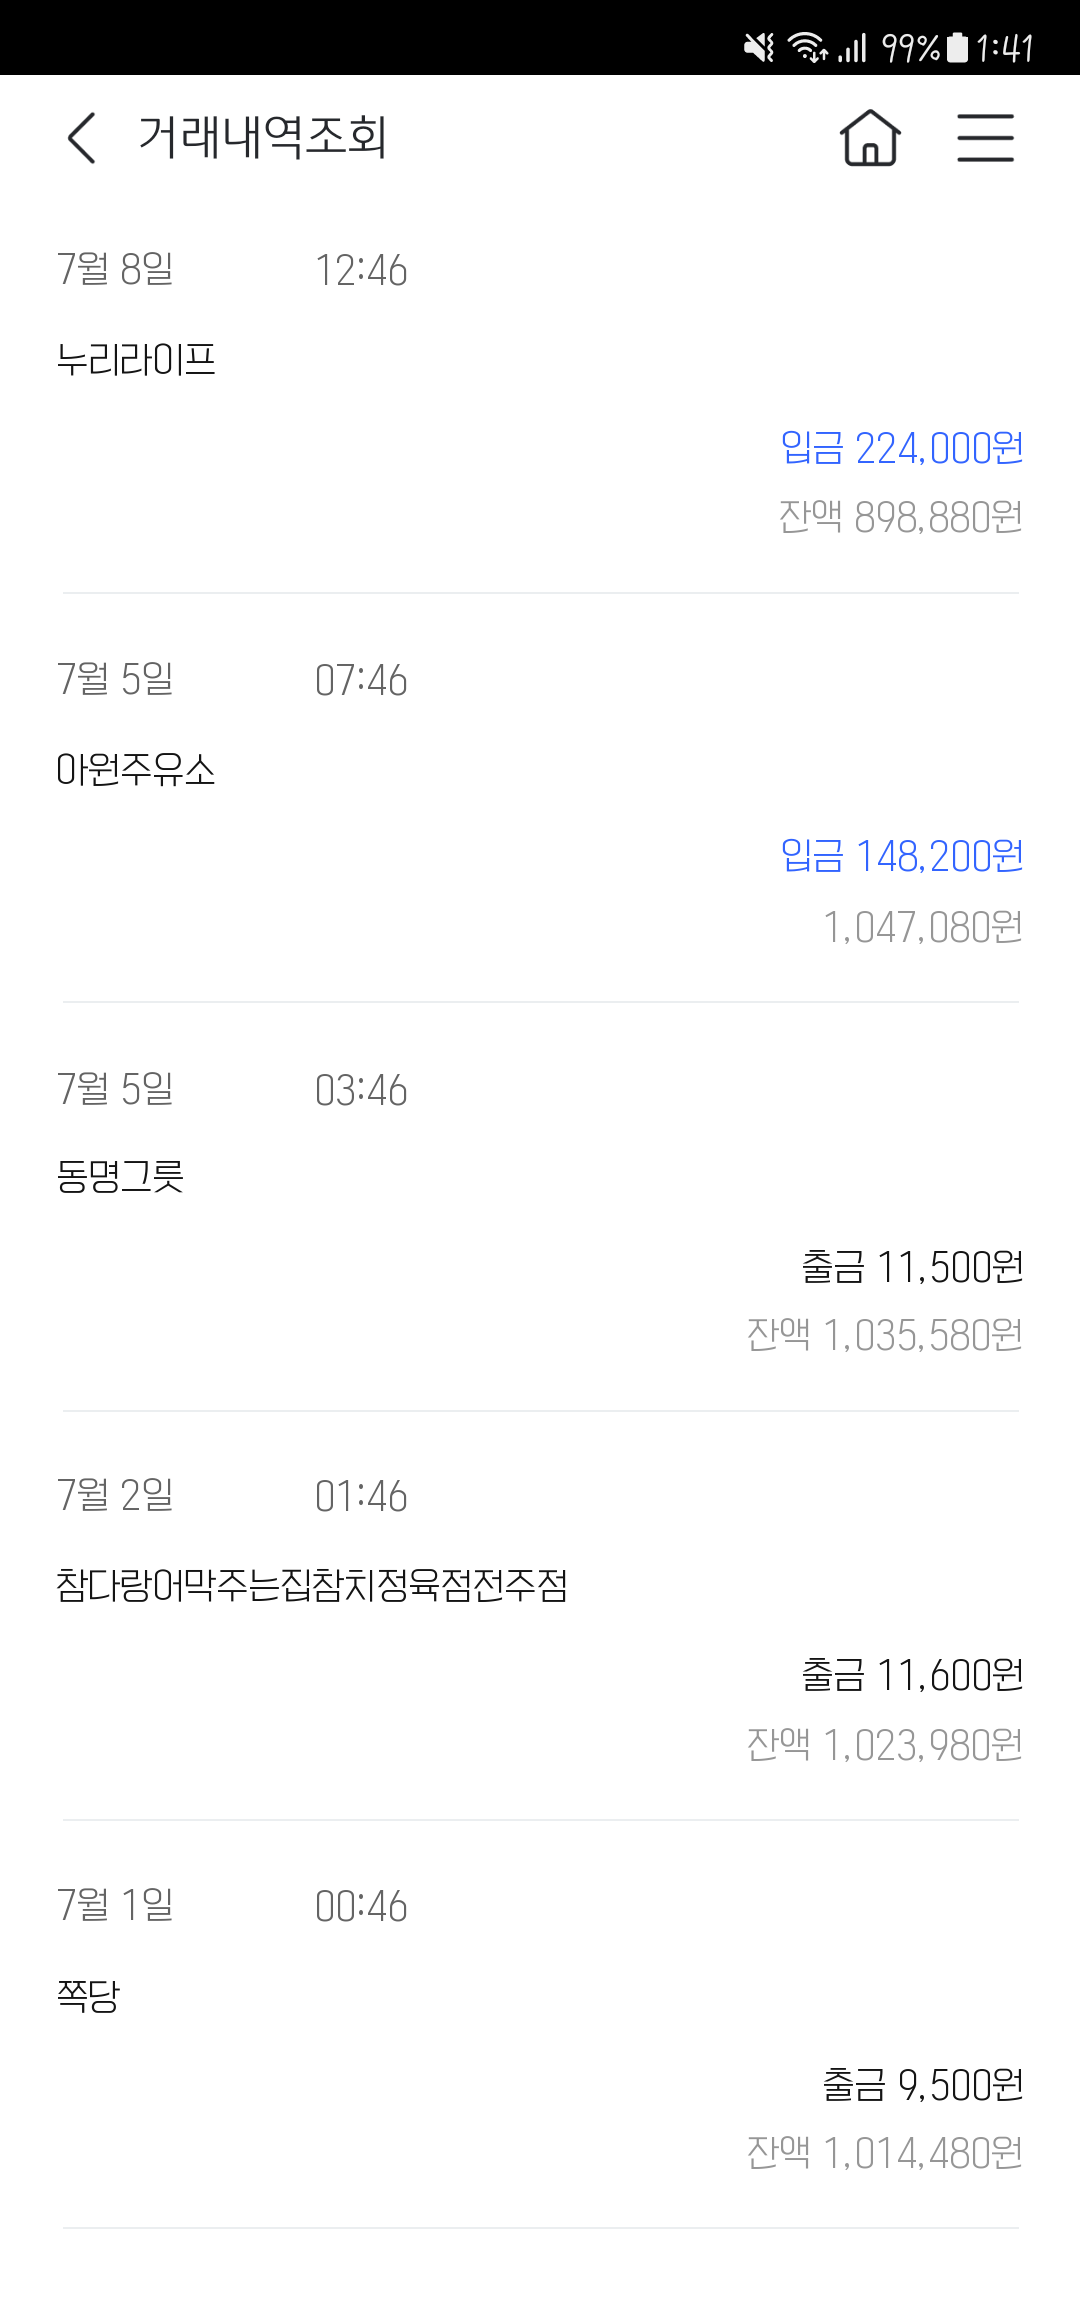 99% 1:41
거래내역조회
7월 8일 12:46
누리라이프
입금 224,000원
잔액 898,880원
7월 5일 07:46
아원주유소
입금 148,200원
1,047,080원
7월 5일 03:46
동명그릇
출금 11,500원
잔액 1,035,580원
7월 2일 01:46
참다랑어막주는집참치정육점전주점
출금 11,600원
잔액 1,023,980원
7월 1일 00:46
쪽당
출금 9,500원
잔액 1,014,480원